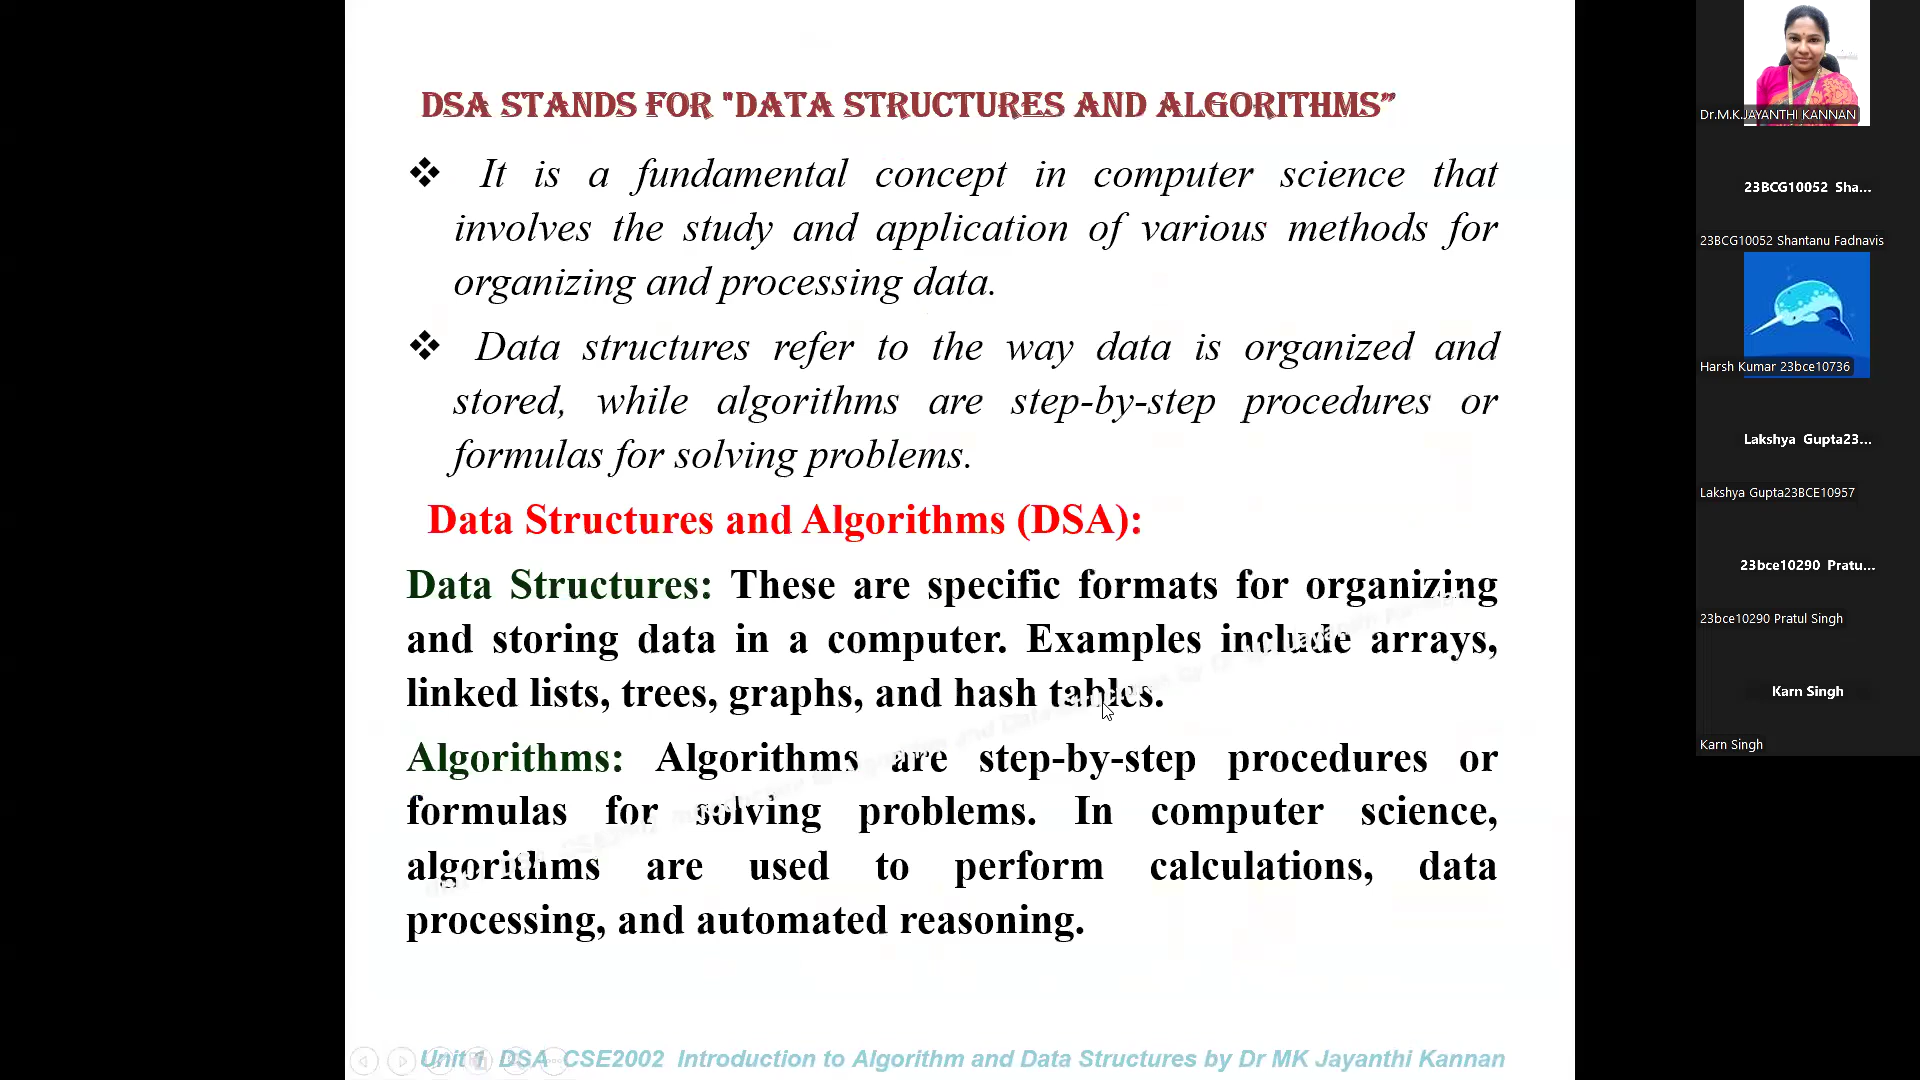 DSA STANDS FOR "DATA STRUCTURES AND ALGORITHMS”
❖ It is a fundamental concept in computer science that
involves the study and application of various methods for
organizing and processing data.
❖ Data structures refer to the way data is organized and
stored, while algorithms are step-by-step procedures or
formulas for solving problems.
Data Structures and Algorithms (DSA):
Data Structures: These are specific formats for organizing
and storing data in a computer. Examples include arrays,
linked lists, trees, graphs, and hash tables.
Algorithms: Algorithms are step-by-step procedures or
formulas for solving problems. In computer science,
algorithms are used to perform calculations, data
processing, and automated reasoning.
Unit 1 DSA CSE2002 Introduction to Algorithm and Data Structures by Dr MK Jayanthi Kannan
Dr.M.K.JAYANTHI KANNAN
23BCG10052 Sha...
23BCG10052 Shantanu Fadnavis
Harsh Kumar 23bce10736
Lakshya Gupta23...
Lakshya Gupta23BCE10957
23bce10290 Pratu...
23bce10290 Pratul Singh
Karn Singh
Karn Singh